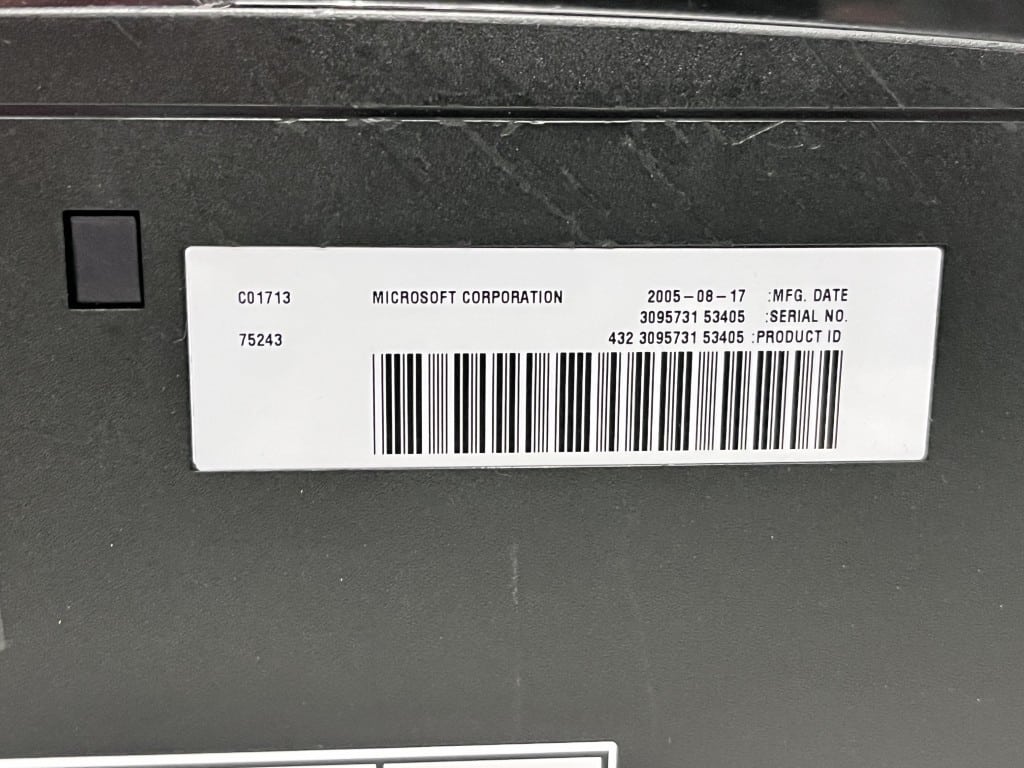 C01713 MICROSOFT CORPORATION 2005-08-17 :MFG. DATE
3095731 53405 :SERIAL NO.
75243 432 3095731 53405 :PRODUCT ID